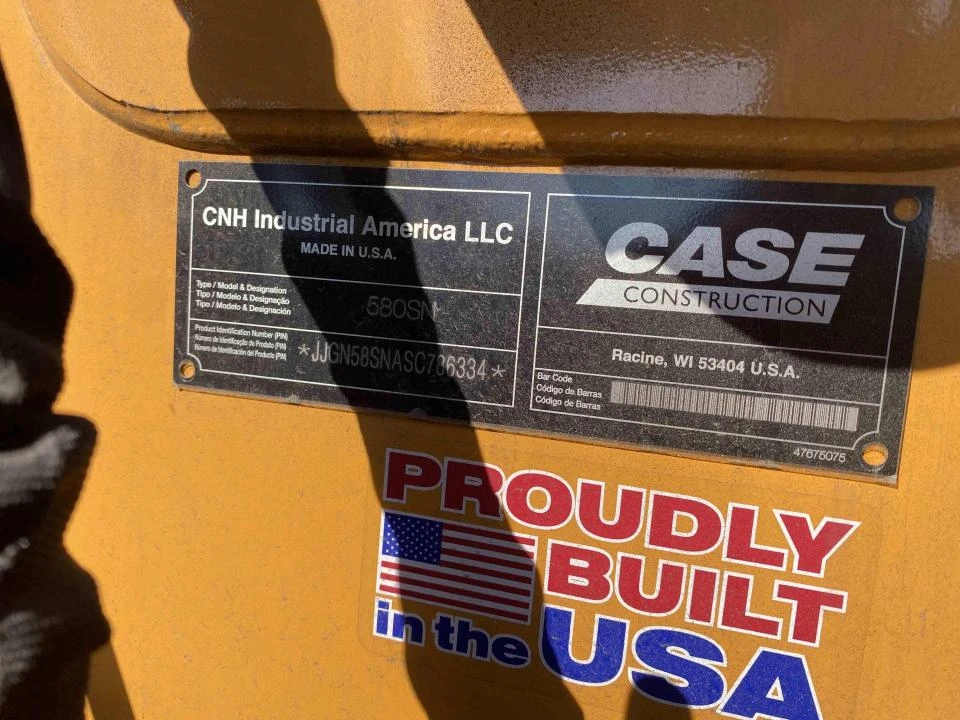 CNH Industrial America LLC
MADE IN U.S.A.
Type / Model & Designation
Tipo / Modelo & Designação
Tipo / Modelo & Designación
580SN
Product Identification Number (PIN)
Número de Identificação do Produto (PIN)
Número de Identificación del Producto (PIN)
*JJGN58SNASC786334*
CASE
CONSTRUCTION
Racine, WI 53404 U.S.A.
Bar Code
Código de Barras
Código de Barras
47675075
PROUDLY
BUILT
in the USA